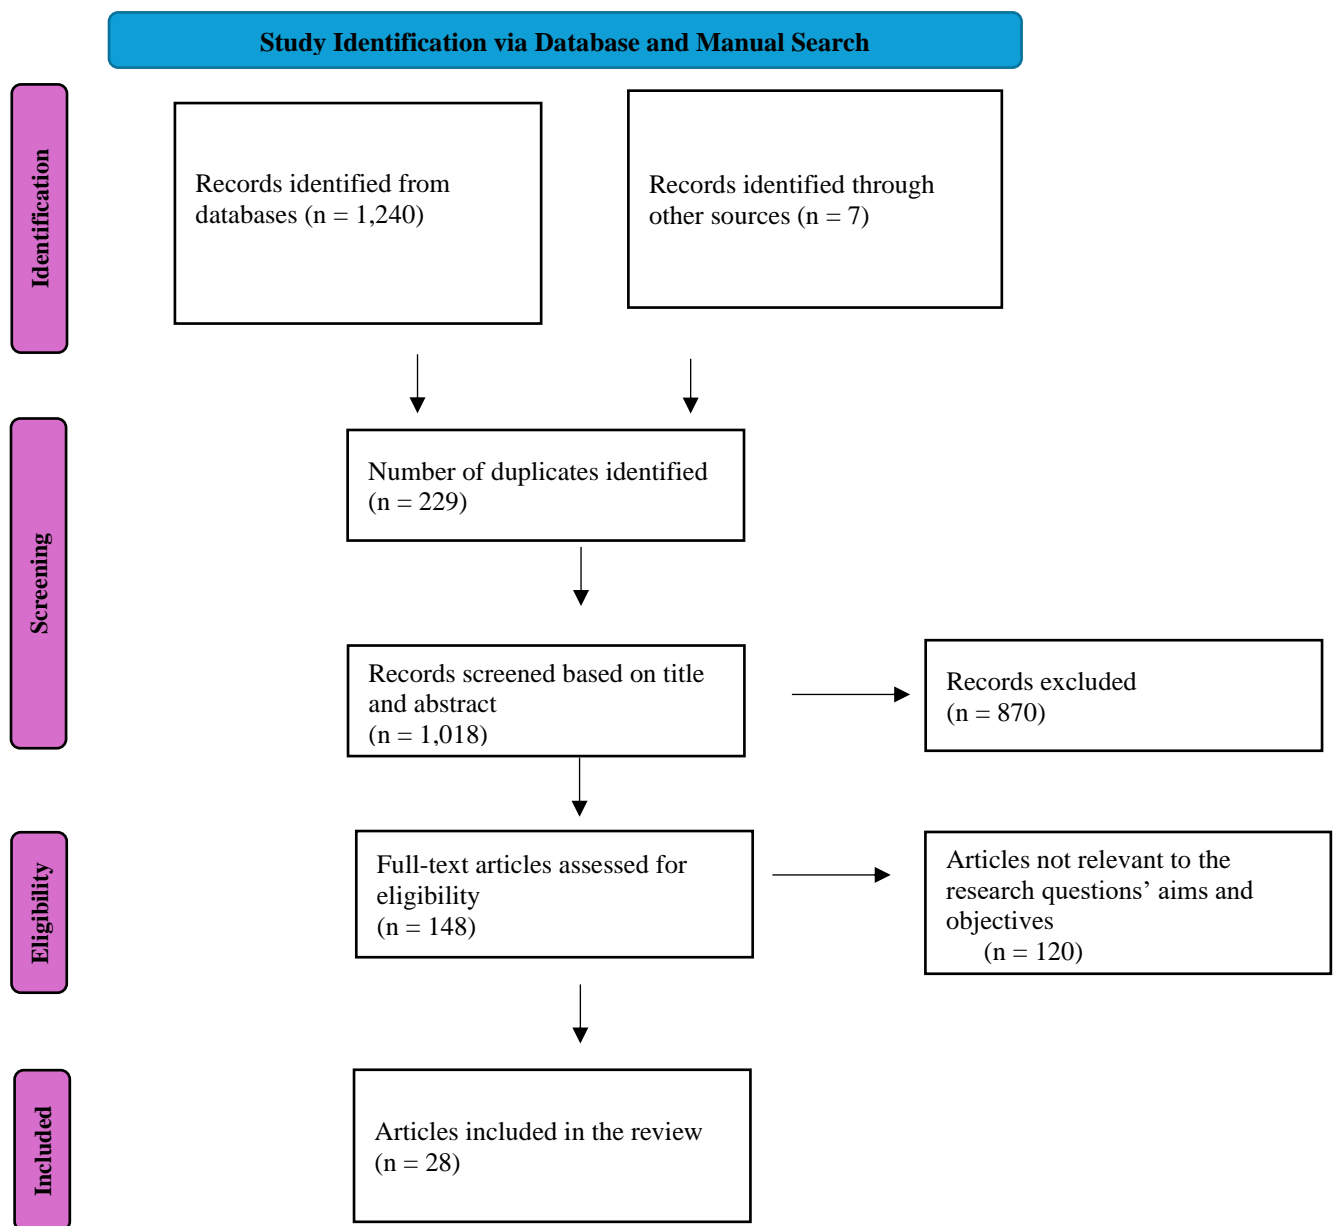 Study Identification via Database and Manual Search
Identification
Records identified from
databases (n = 1,240)
Records identified through
other sources (n = 7)
Screening
Number of duplicates identified
(n = 229)
Records screened based on title
and abstract
(n = 1,018)
Records excluded
(n = 870)
Eligibility
Full-text articles assessed for
eligibility
(n = 148)
Articles not relevant to the
research questions’ aims and
objectives
(n = 120)
Included
Articles included in the review
(n = 28)